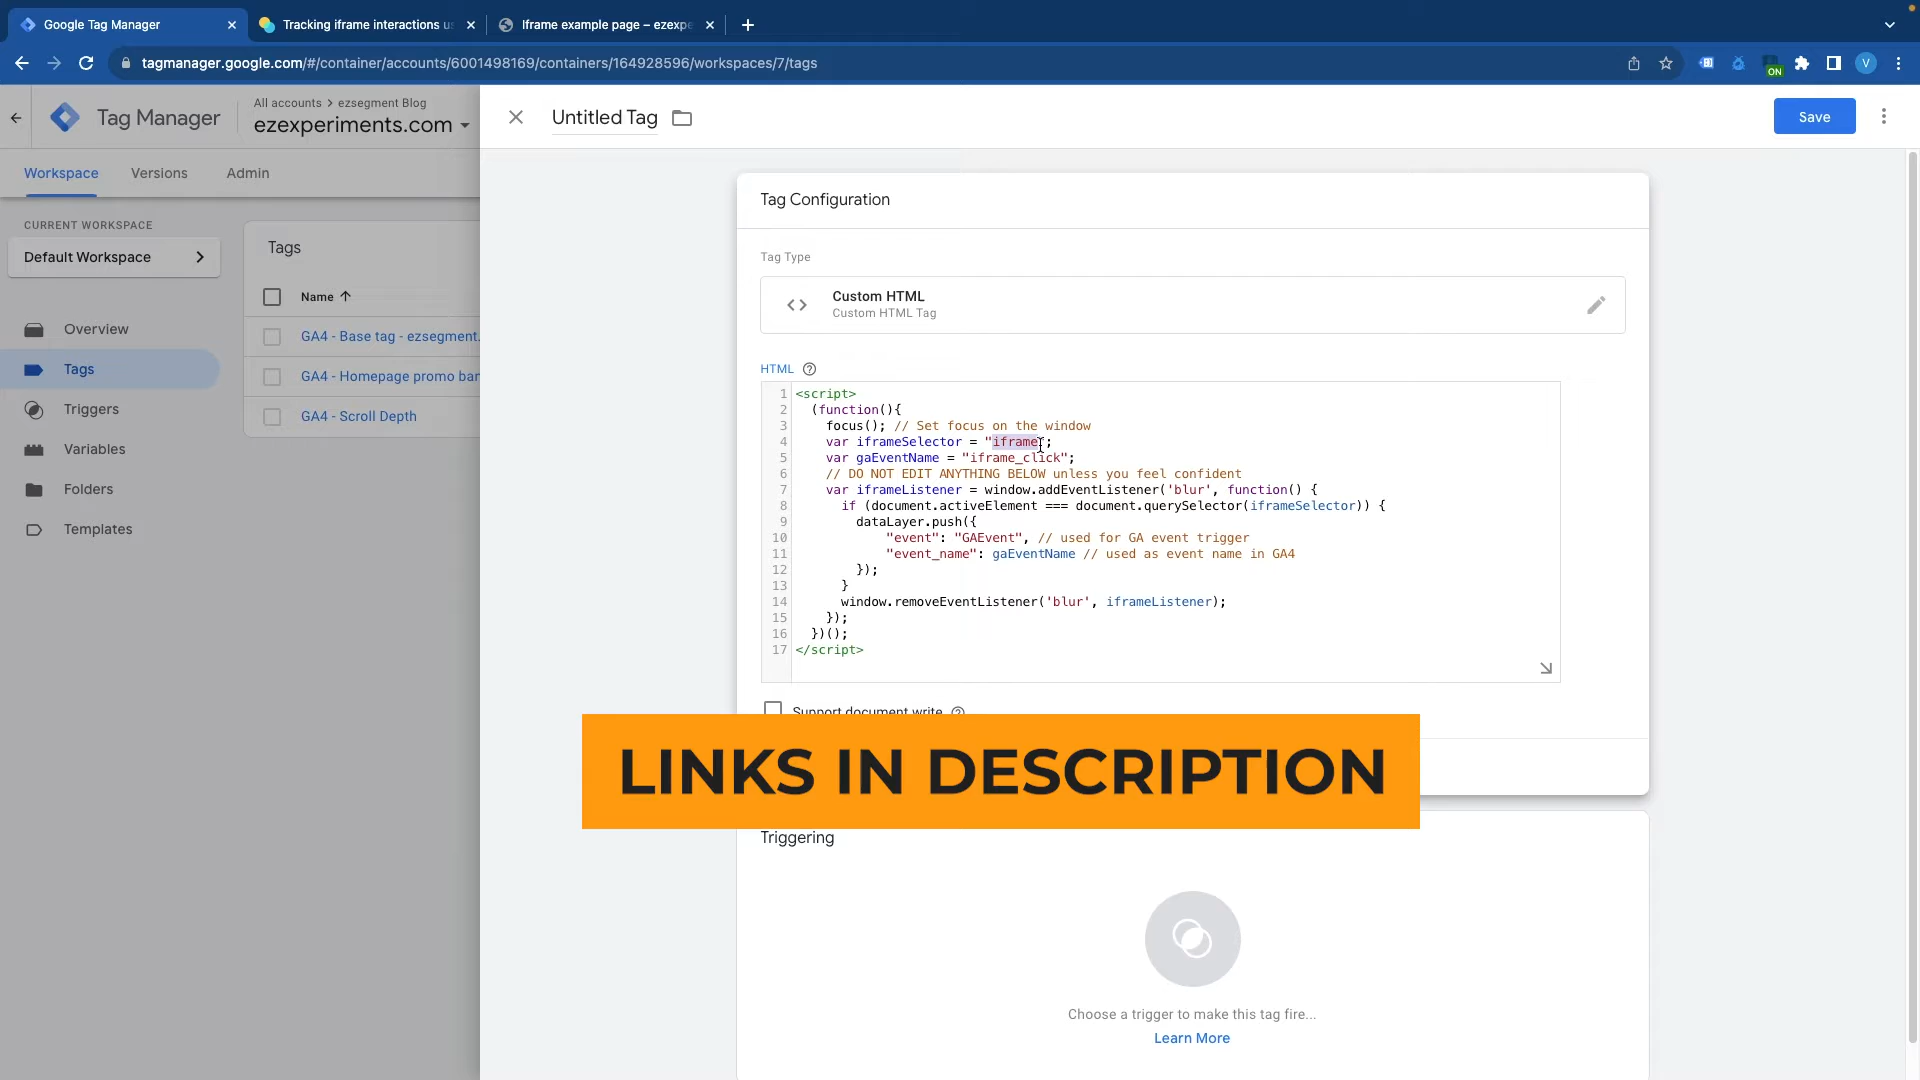 Google Tag Manager
Tracking iframe interactions u
Iframe example page – ezexpe
tagmanager.google.com/#/container/accounts/6001498169/containers/164928596/workspaces/7/tags
ON
V
Tag Manager
All accounts > ezsegment Blog
ezexperiments.com
Untitled Tag
Save
Workspace
Versions
Admin
CURRENT WORKSPACE
Default Workspace
Overview
Tags
Triggers
Variables
Folders
Templates
Tags
Name
GA4 - Base tag - ezsegment.
GA4 - Homepage promo ban
GA4 - Scroll Depth
Tag Configuration
Tag Type
Custom HTML
Custom HTML Tag
HTML
1 <script>
2 (function(){
3 focus(); // Set focus on the window
4 var iframeSelector = "iframe";
5 var gaEventName = "iframe_click";
6 // DO NOT EDIT ANYTHING BELOW unless you feel confident
7 var iframeListener = window.addEventListener('blur', function() {
8 if (document.activeElement === document.querySelector(iframeSelector)) {
9 dataLayer.push({
10 "event": "GAEvent", // used for GA event trigger
11 "event_name": gaEventName // used as event name in GA4
12 });
13 }
14 window.removeEventListener('blur', iframeListener);
15 });
16 })();
17 </script>
Support document.write
LINKS IN DESCRIPTION
Triggering
Choose a trigger to make this tag fire...
Learn More